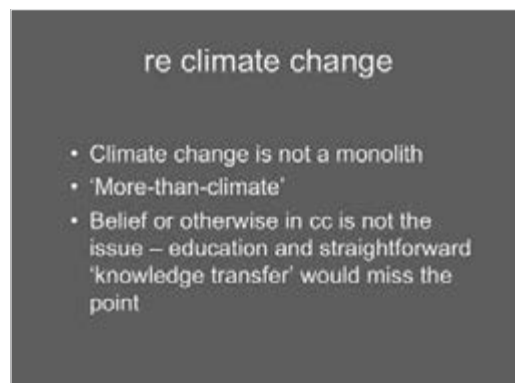 re climate change
• Climate change is not a monolith
• 'More-than-climate'
• Belief or otherwise in cc is not the
issue – education and straightforward
'knowledge transfer' would miss the
point